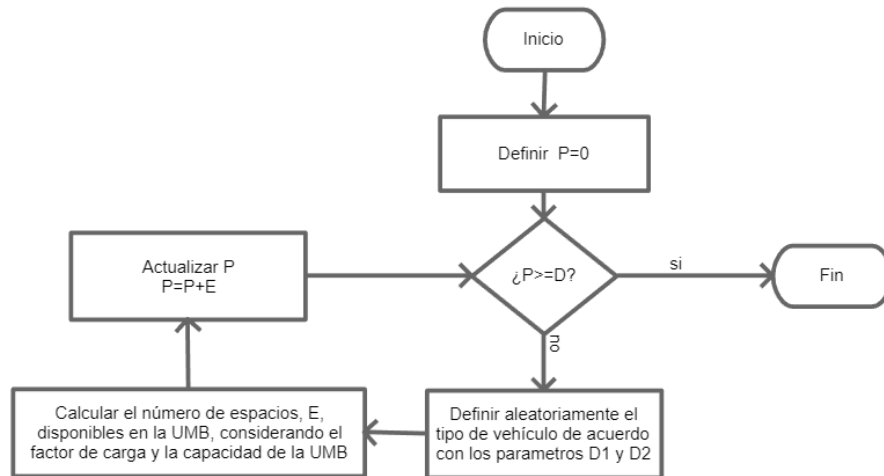 Inicio
Definir P=0
¿P>=D?
si
Fin
no
Definir aleatoriamente el
tipo de vehículo de acuerdo
con los parametros D1 y D2
Calcular el número de espacios, E,
disponibles en la UMB, considerando el
factor de carga y la capacidad de la UMB
Actualizar P
P=P+E